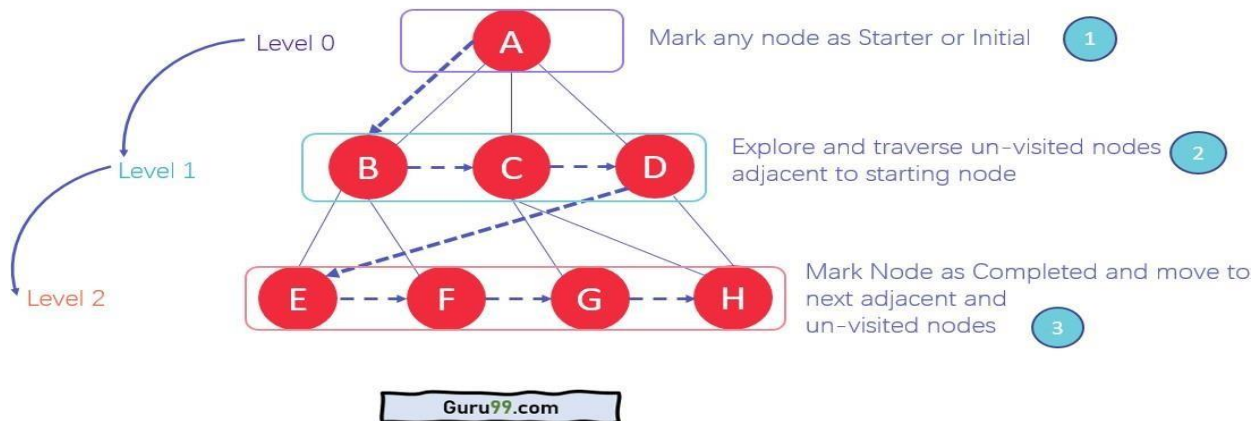 Level 0
A
Mark any node as Starter or Initial
1
Level 1
B
C
D
Explore and traverse un-visited nodes
adjacent to starting node
2
Level 2
E
F
G
H
Mark Node as Completed and move to
next adjacent and
un-visited nodes
3
Guru99.com